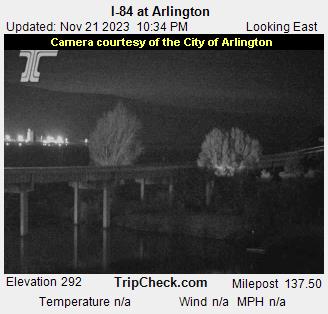 I-84 at Arlington
Updated: Nov 21 2023 10:34 PM Looking East
Camera courtesy of the City of Arlington
Elevation 292 TripCheck.com Milepost 137.50
Temperature n/a Wind n/a MPH n/a